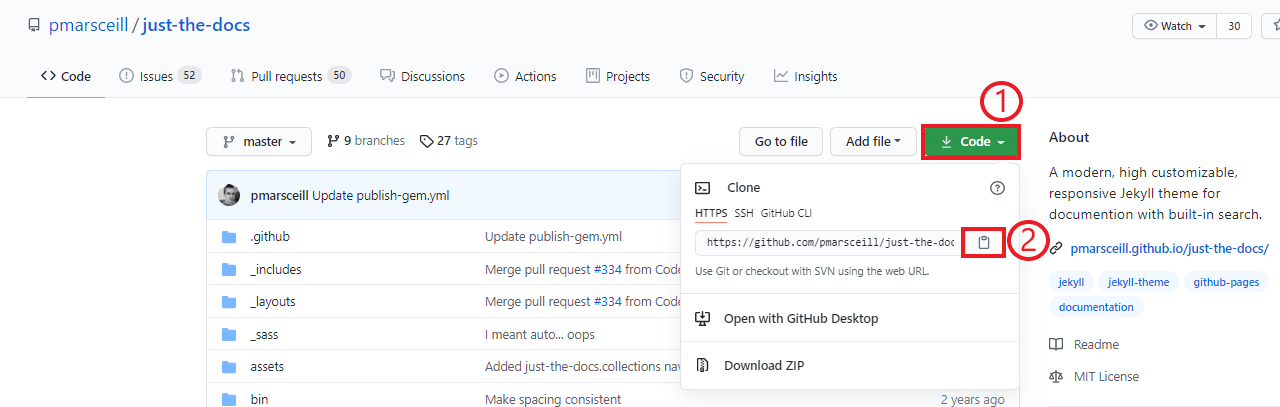 pmarsceill / just-the-docs
Watch 30
Code Issues 52 Pull requests 50 Discussions Actions Projects Security Insights
1
master 9 branches 27 tags Go to file Add file Code
About
A modern, high customizable,
responsive Jekyll theme for
documention with built-in search.
pmarsceill.github.io/just-the-docs/
jekyll jekyll-theme github-pages
documentation
Readme
MIT License
pmarsceill Update publish-gem.yml
.github Update publish-gem.yml
_includes Merge pull request #334 from Code
_layouts Merge pull request #334 from Code
_sass I meant auto... oops
assets Added just-the-docs.collections nav
bin Make spacing consistent 2 years ago
Clone
HTTPS SSH GitHub CLI
https://github.com/pmarsceill/just-the-doc
2
Use Git or checkout with SVN using the web URL.
Open with GitHub Desktop
Download ZIP